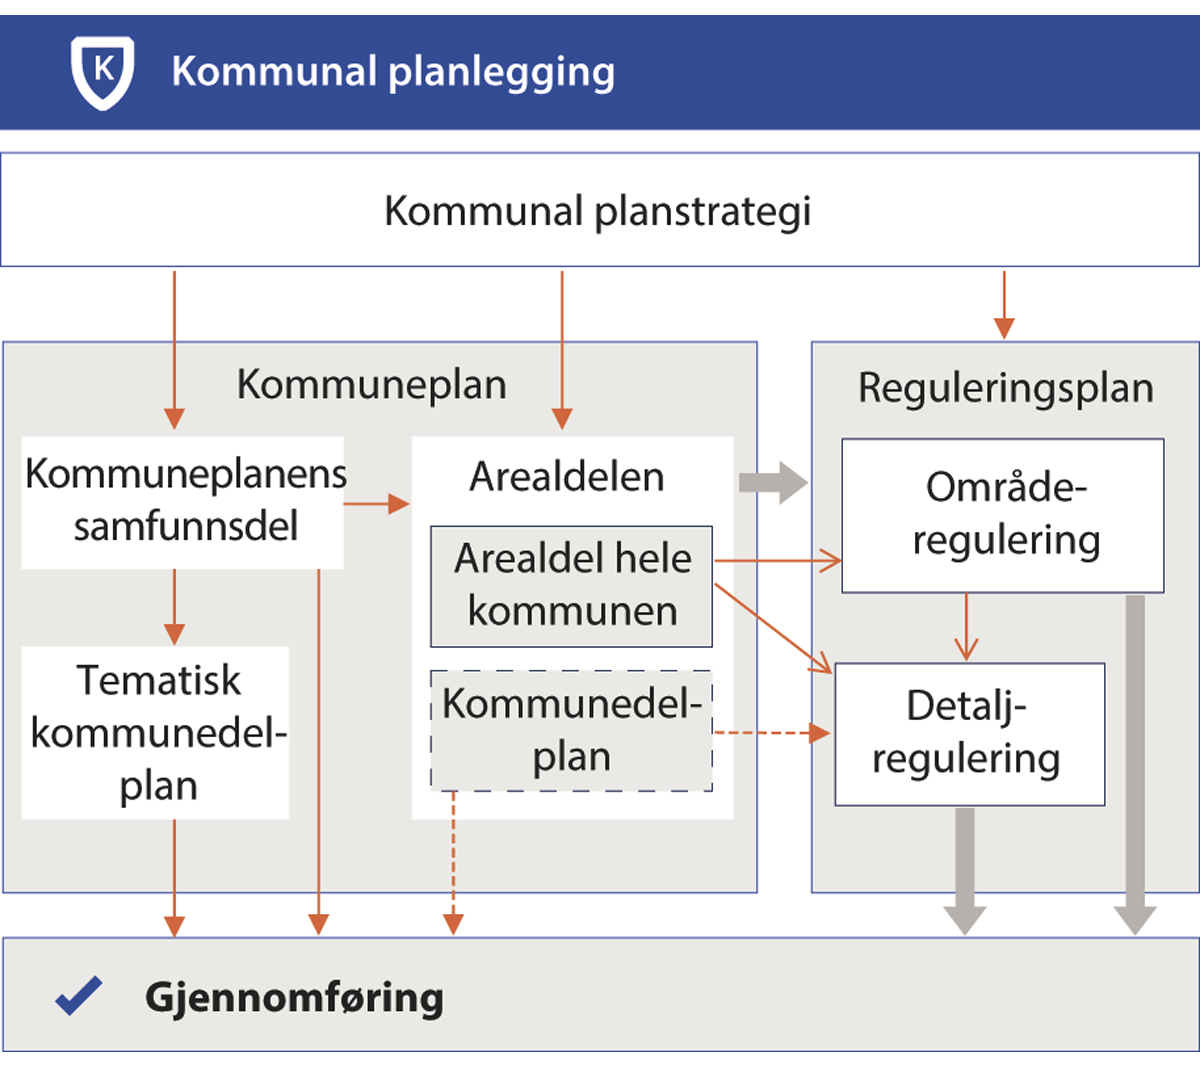 K
Kommunal planlegging
Kommunal planstrategi
Kommuneplan
Kommuneplanens
samfunnsdel
Tematisk
kommunedel-
plan
Arealdelen
Arealdel hele
kommunen
Kommunedel-
plan
Reguleringsplan
Område-
regulering
Detalj-
regulering
Gjennomføring